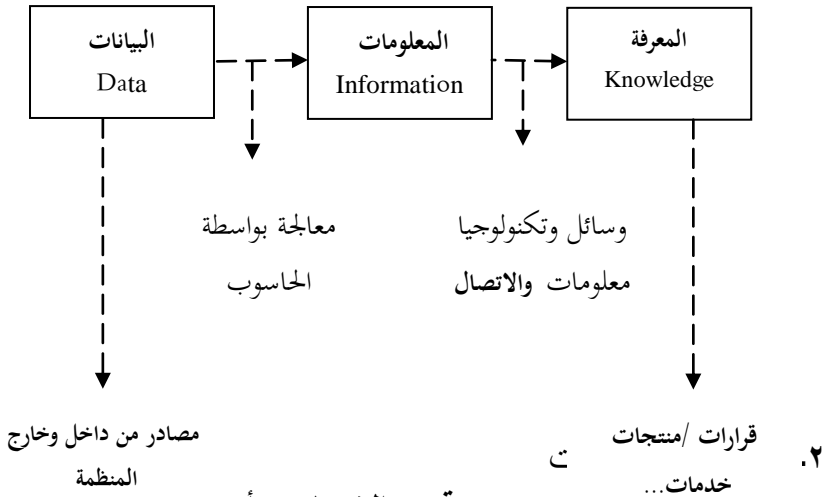 البيانات
Data
المعلومات
Information
المعرفة
Knowledge
معالجة بواسطة
الحاسوب
وسائل وتكنولوجيا
معلومات والاتصال
مصادر من داخل وخارج
المنظمة
قرارات /منتجات
خدمات...
٢.